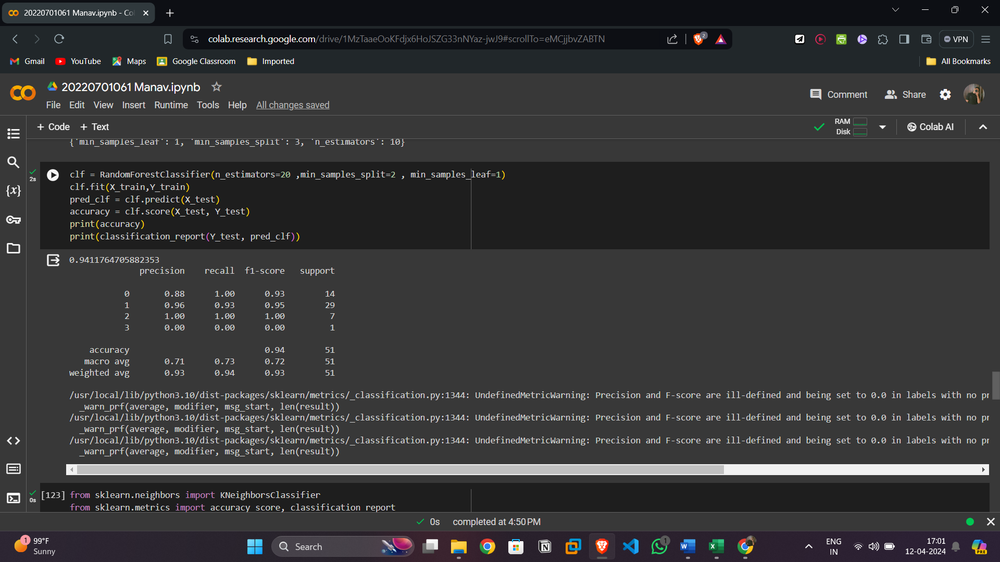 20220701061 Manav.ipynb - Co
colab.research.google.com/drive/1MzTaaeOoKFdjx6HoJSZG33nNYaz-jwJ9#scrollTo=eMCjjbvZABTN
2
VPN
Gmail YouTube Maps Google Classroom Imported All Bookmarks
20220701061 Manav.ipynb
File Edit View Insert Runtime Tools Help All changes saved
Comment Share
+ Code + Text
RAM
Disk
Colab AI
{'min_samples_leaf': 1, 'min_samples_split': 3, 'n_estimators': 10}
2s
clf = RandomForestClassifier(n_estimators=20 ,min_samples_split=2 , min_samples_leaf=1)
clf.fit(X_train,Y_train)
pred_clf = clf.predict(X_test)
accuracy = clf.score(X_test, Y_test)
print(accuracy)
print(classification_report(Y_test, pred_clf))
0.9411764705882353
precision recall f1-score support
0 0.88 1.00 0.93 14
1 0.96 0.93 0.95 29
2 1.00 1.00 1.00 7
3 0.00 0.00 0.00 1
accuracy 0.94 51
macro avg 0.71 0.73 0.72 51
weighted avg 0.93 0.94 0.93 51
/usr/local/lib/python3.10/dist-packages/sklearn/metrics/_classification.py:1344: UndefinedMetricWarning: Precision and F-score are ill-defined and being set to 0.0 in labels with no pr
_warn_prf(average, modifier, msg_start, len(result))
/usr/local/lib/python3.10/dist-packages/sklearn/metrics/_classification.py:1344: UndefinedMetricWarning: Precision and F-score are ill-defined and being set to 0.0 in labels with no pr
_warn_prf(average, modifier, msg_start, len(result))
/usr/local/lib/python3.10/dist-packages/sklearn/metrics/_classification.py:1344: UndefinedMetricWarning: Precision and F-score are ill-defined and being set to 0.0 in labels with no pr
_warn_prf(average, modifier, msg_start, len(result))
0s
[123] from sklearn.neighbors import KNeighborsClassifier
from sklearn.metrics import accuracy_score, classification_report
0s completed at 4:50 PM
1
99°F
Sunny
Search
1
ENG
IN
17:01
12-04-2024
PRE